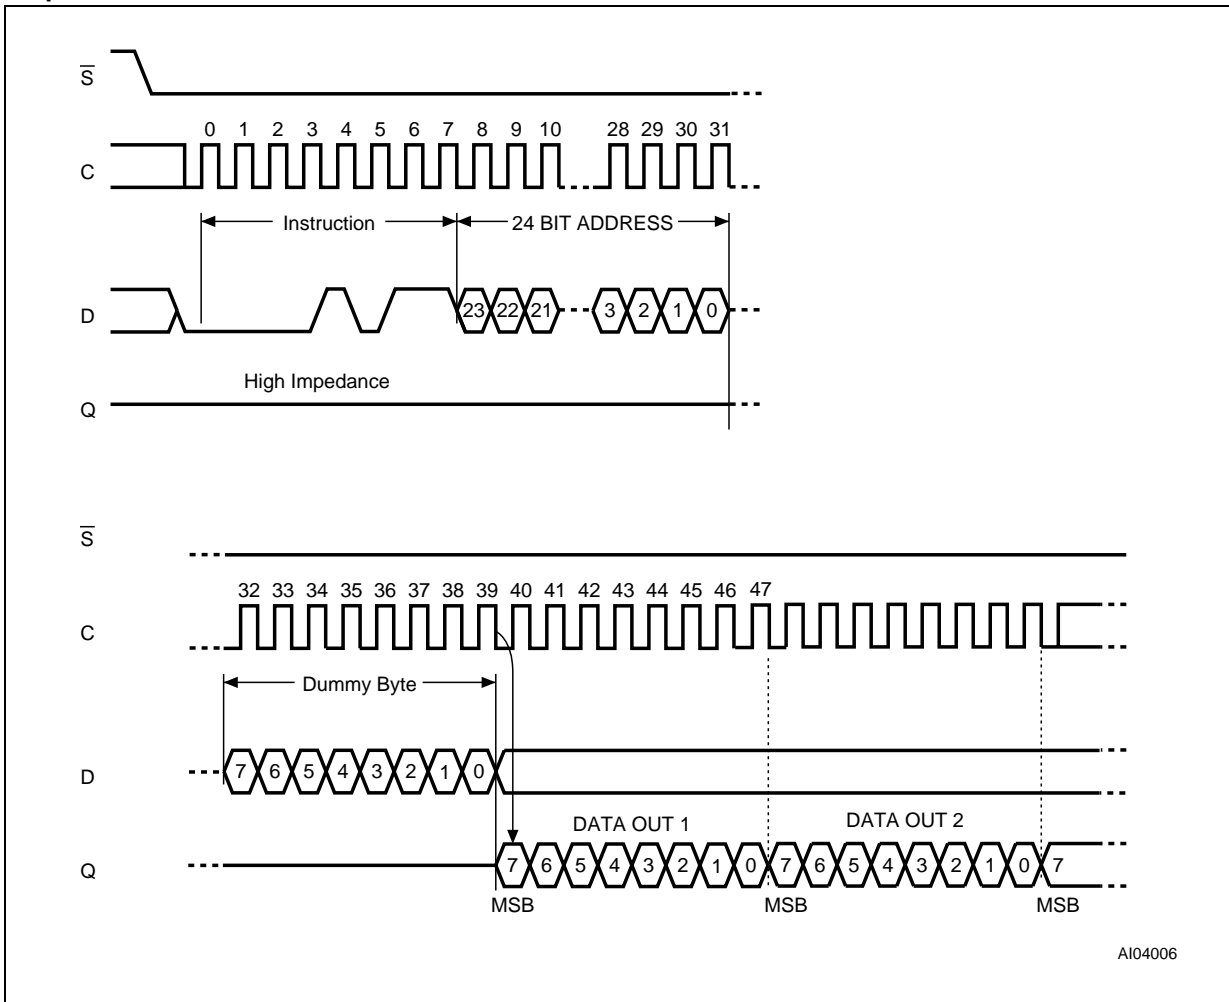 S
0 1 2 3 4 5 6 7 8 9 10 28 29 30 31
C
Instruction 24 BIT ADDRESS
D 23 22 21 3 2 1 0
High Impedance
Q
S
32 33 34 35 36 37 38 39 40 41 42 43 44 45 46 47
C
Dummy Byte
D 7 6 5 4 3 2 1 0
DATA OUT 1 DATA OUT 2
Q 7 6 5 4 3 2 1 0 7 6 5 4 3 2 1 0 7
MSB MSB MSB
AI04006